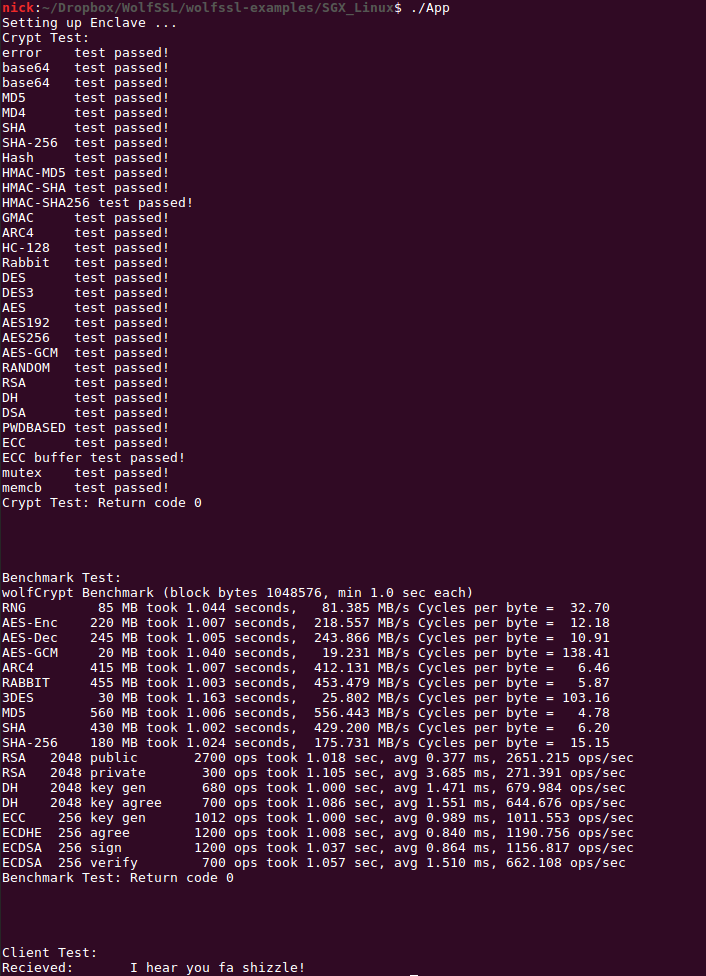 nick:~/Dropbox/WolfSSL/wolfssl-examples/SGX_Linux$ ./App
Setting up Enclave ...
Crypt Test:
error    test passed!
base64   test passed!
base64   test passed!
MD5      test passed!
MD4      test passed!
SHA      test passed!
SHA-256  test passed!
Hash     test passed!
HMAC-MD5 test passed!
HMAC-SHA test passed!
HMAC-SHA256 test passed!
GMAC     test passed!
ARC4     test passed!
HC-128   test passed!
Rabbit   test passed!
DES      test passed!
DES3     test passed!
AES      test passed!
AES192   test passed!
AES256   test passed!
AES-GCM  test passed!
RANDOM   test passed!
RSA      test passed!
DH       test passed!
DSA      test passed!
PWDBASED test passed!
ECC      test passed!
ECC buffer test passed!
mutex    test passed!
memcb    test passed!
Crypt Test: Return code 0
Benchmark Test:
wolfCrypt Benchmark (block bytes 1048576, min 1.0 sec each)
RNG         85 MB took 1.044 seconds,   81.385 MB/s Cycles per byte =  32.70
AES-Enc    220 MB took 1.007 seconds,  218.557 MB/s Cycles per byte =  12.18
AES-Dec    245 MB took 1.005 seconds,  243.866 MB/s Cycles per byte =  10.91
AES-GCM     20 MB took 1.040 seconds,   19.231 MB/s Cycles per byte = 138.41
ARC4       415 MB took 1.007 seconds,  412.131 MB/s Cycles per byte =   6.46
RABBIT     455 MB took 1.003 seconds,  453.479 MB/s Cycles per byte =   5.87
3DES        30 MB took 1.163 seconds,   25.802 MB/s Cycles per byte = 103.16
MD5        560 MB took 1.006 seconds,  556.443 MB/s Cycles per byte =   4.78
SHA        430 MB took 1.002 seconds,  429.200 MB/s Cycles per byte =   6.20
SHA-256    180 MB took 1.024 seconds,  175.731 MB/s Cycles per byte =  15.15
RSA   2048 public       2700 ops took 1.018 sec, avg 0.377 ms, 2651.215 ops/sec
RSA   2048 private       300 ops took 1.105 sec, avg 3.685 ms, 271.391 ops/sec
DH    2048 key gen       680 ops took 1.000 sec, avg 1.471 ms, 679.984 ops/sec
DH    2048 key agree     700 ops took 1.086 sec, avg 1.551 ms, 644.676 ops/sec
ECC    256 key gen      1012 ops took 1.000 sec, avg 0.989 ms, 1011.553 ops/sec
ECDHE  256 agree        1200 ops took 1.008 sec, avg 0.840 ms, 1190.756 ops/sec
ECDSA  256 sign         1200 ops took 1.037 sec, avg 0.864 ms, 1156.817 ops/sec
ECDSA  256 verify        700 ops took 1.057 sec, avg 1.510 ms, 662.108 ops/sec
Benchmark Test: Return code 0
Client Test:
Recieved:       I hear you fa shizzle!